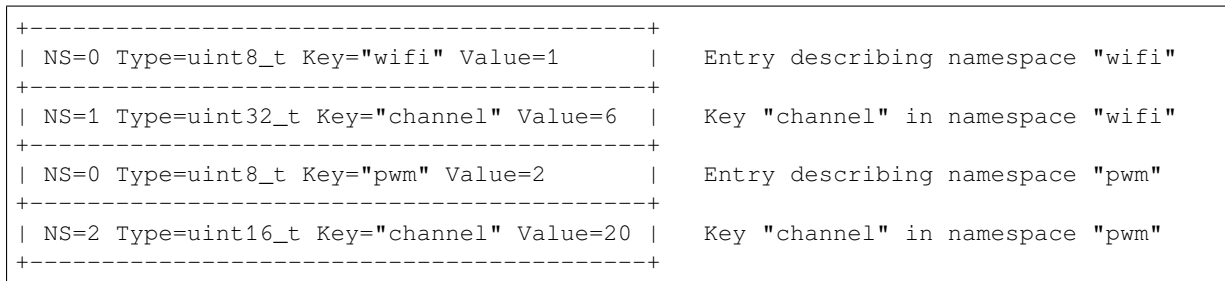 +-------------------------------------------+
| NS=0 Type=uint8_t Key="wifi" Value=1      |   Entry describing namespace "wifi"
+-------------------------------------------+
| NS=1 Type=uint32_t Key="channel" Value=6  |   Key "channel" in namespace "wifi"
+-------------------------------------------+
| NS=0 Type=uint8_t Key="pwm" Value=2       |   Entry describing namespace "pwm"
+-------------------------------------------+
| NS=2 Type=uint16_t Key="channel" Value=20 |   Key "channel" in namespace "pwm"
+-------------------------------------------+